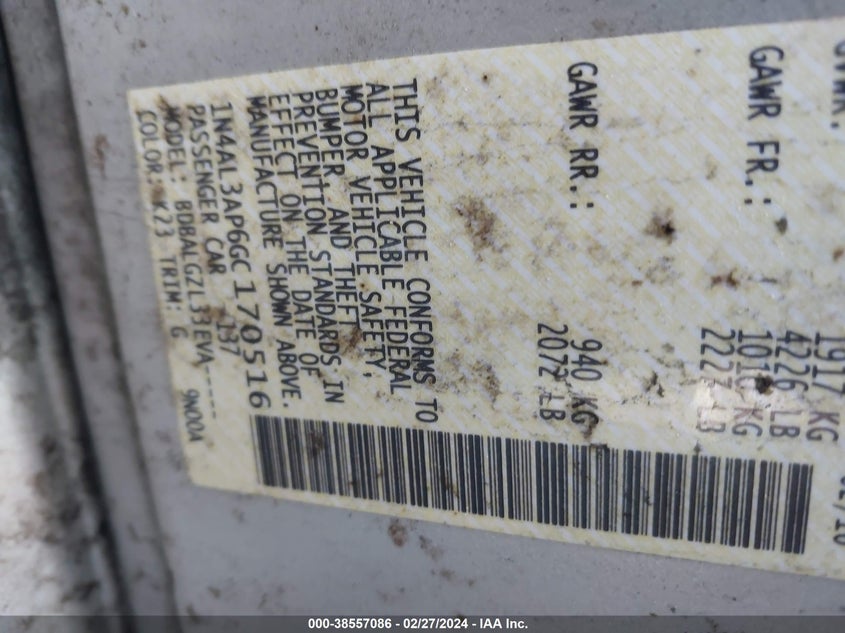 1917 KG
4226 LB
GAWR FR.:
KG
LB
GAWR RR.:
940 KG
2072 LB
THIS VEHICLE CONFORMS TO
ALL APPLICABLE FEDERAL
MOTOR VEHICLE SAFETY,
BUMPER, AND THEFT
PREVENTION STANDARDS IN
EFFECT ON THE DATE OF
MANUFACTURE SHOWN ABOVE.
1N4AL3AP6GC170516
PASSENGER CAR 137
MODEL: BDBALGZL33EVA-----
COLOR: K23 TRIM: G 9N00A
000-38557086 - 02/27/2024 - IAA Inc.